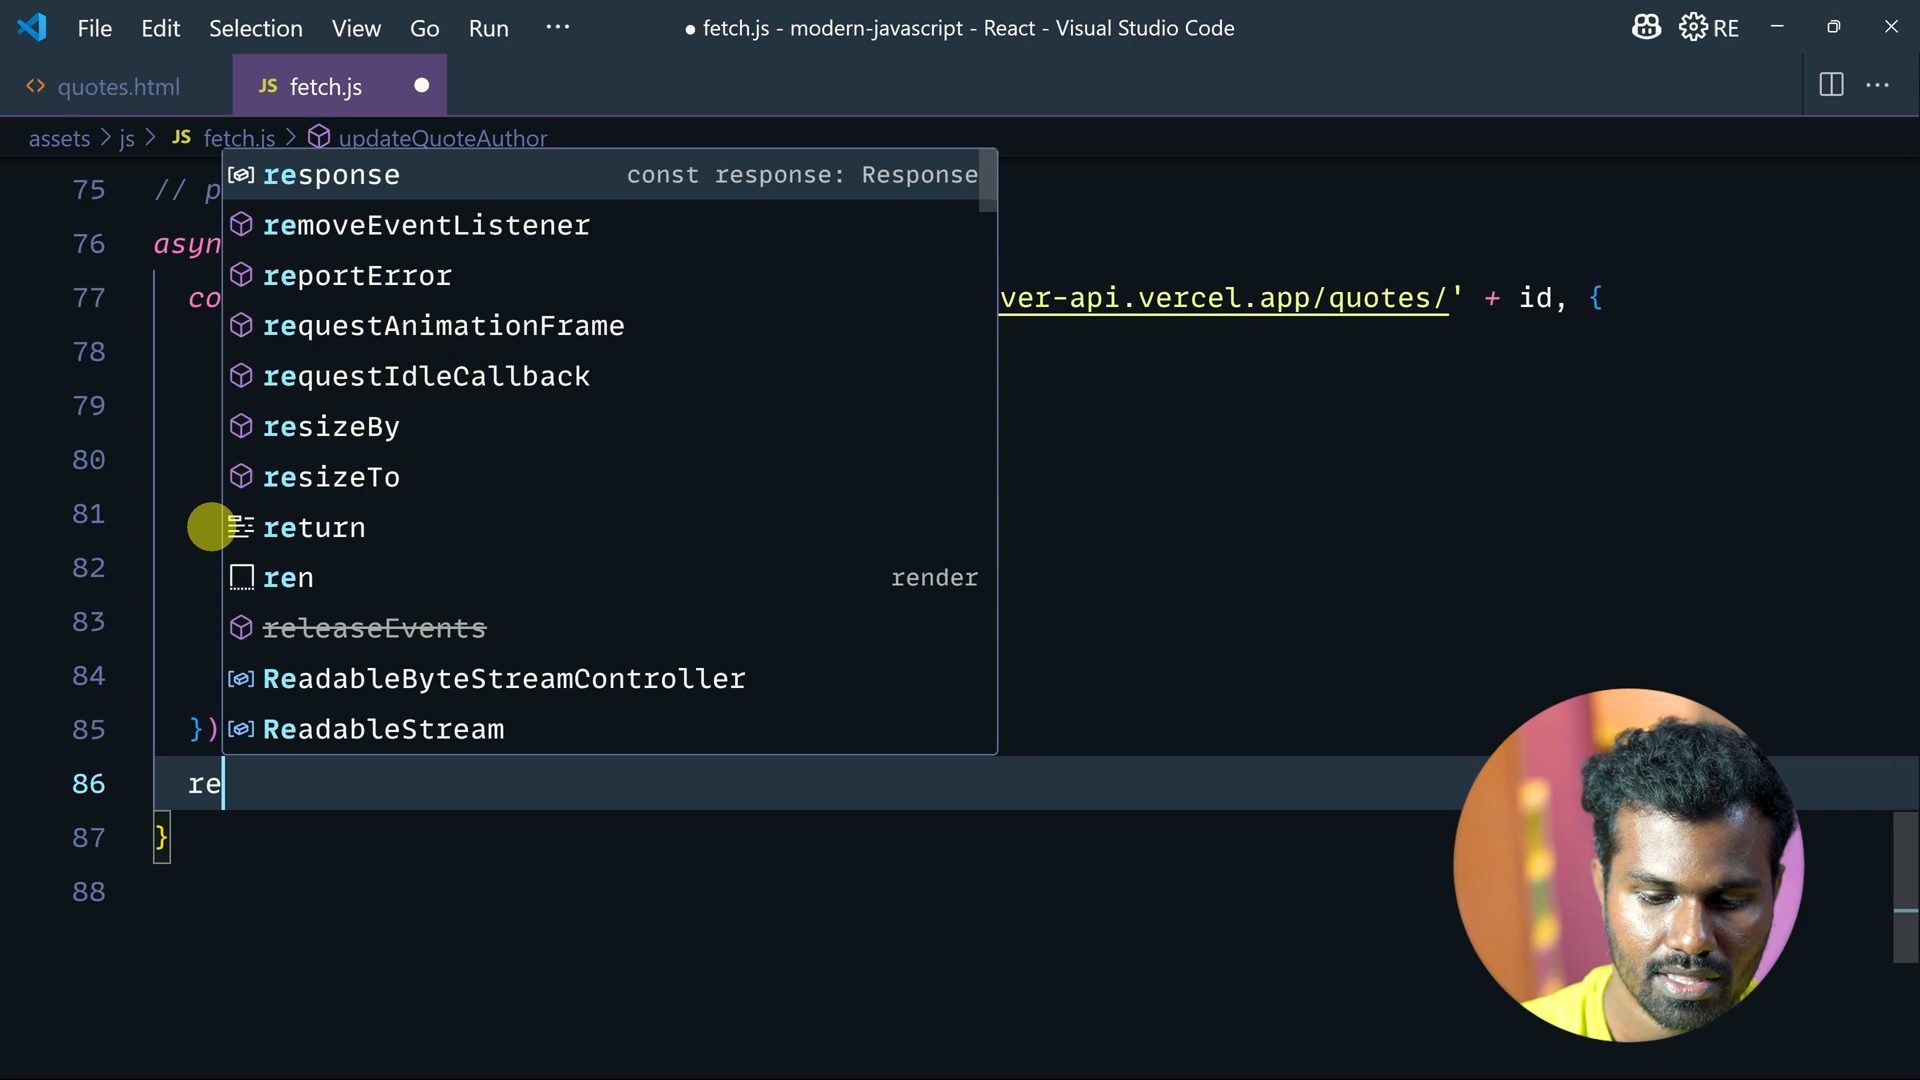 File Edit Selection View Go Run ···
● fetch.js - modern-javascript - React - Visual Studio Code
RE
quotes.html
JS fetch.js
assets > js > JS fetch.js > updateQuoteAuthor
75 // p
76 asyn
77 co ver-api.vercel.app/quotes/' + id, {
78
79
80
81
82
83
84
85 })
86 re
87 }
88
response const response: Response
removeEventListener
reportError
requestAnimationFrame
requestIdleCallback
resizeBy
resizeTo
return
ren render
releaseEvents
ReadableByteStreamController
ReadableStream